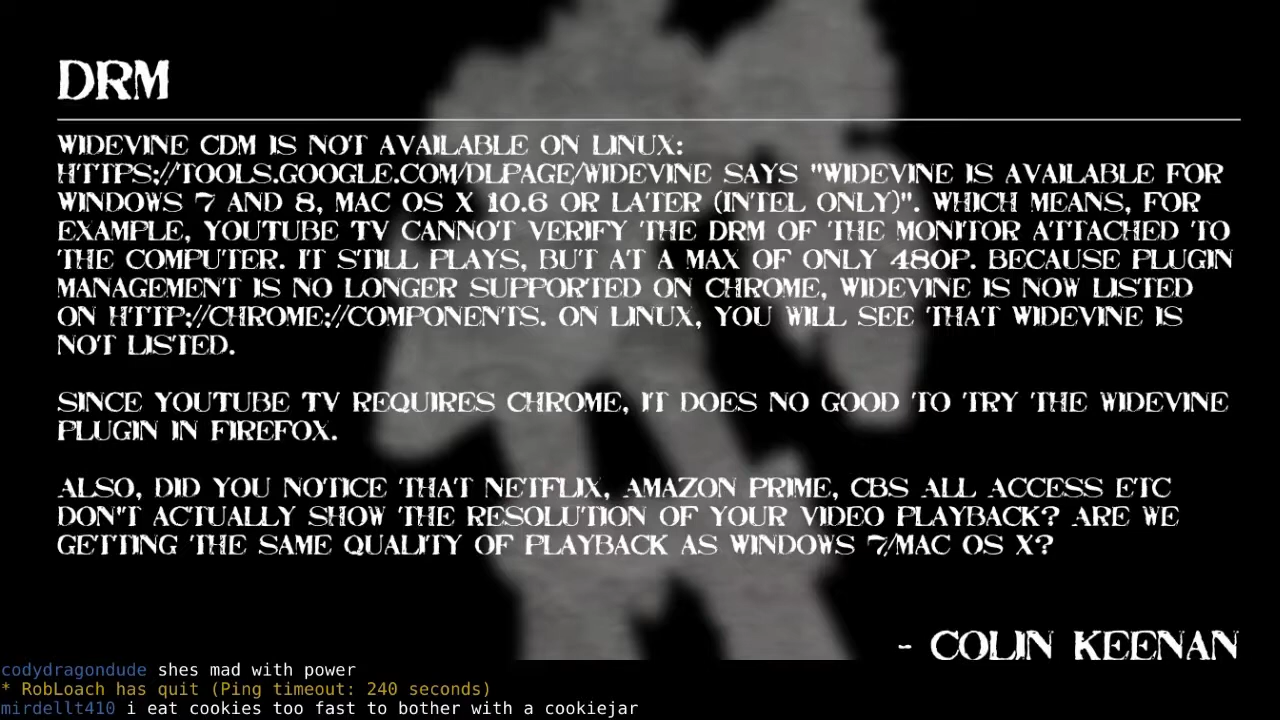 DRM
WIDEVINE CDM IS NOT AVAILABLE ON LINUX:
HTTPS://TOOLS.GOOGLE.COM/DLPAGE/WIDEVINE SAYS "WIDEVINE IS AVAILABLE FOR
WINDOWS 7 AND 8, MAC OS X 10.6 OR LATER (INTEL ONLY)". WHICH MEANS, FOR
EXAMPLE, YOUTUBE TV CANNOT VERIFY THE DRM OF THE MONITOR ATTACHED TO
THE COMPUTER. IT STILL PLAYS, BUT AT A MAX OF ONLY 480P. BECAUSE PLUGIN
MANAGEMENT IS NO LONGER SUPPORTED ON CHROME, WIDEVINE IS NOW LISTED
ON HTTP://CHROME://COMPONENTS. ON LINUX, YOU WILL SEE THAT WIDEVINE IS
NOT LISTED.
SINCE YOUTUBE TV REQUIRES CHROME, IT DOES NO GOOD TO TRY THE WIDEVINE
PLUGIN IN FIREFOX.
ALSO, DID YOU NOTICE THAT NETFLIX, AMAZON PRIME, CBS ALL ACCESS ETC
DON'T ACTUALLY SHOW THE RESOLUTION OF YOUR VIDEO PLAYBACK? ARE WE
GETTING THE SAME QUALITY OF PLAYBACK AS WINDOWS 7/MAC OS X?
- COLIN KEENAN
codydragondude shes mad with power
* RobLoach has quit (Ping timeout: 240 seconds)
mirdellt410 i eat cookies too fast to bother with a cookiejar